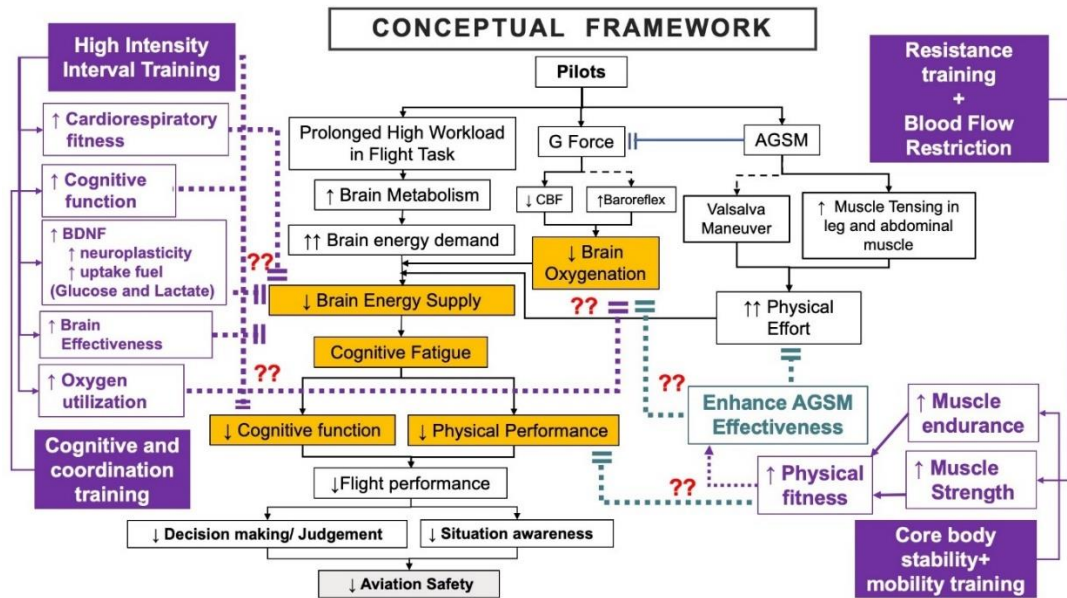 CONCEPTUAL FRAMEWORK
High Intensity
Interval Training
Pilots
Resistance
training
+
Blood Flow
Restriction
↑ Cardiorespiratory
fitness
Prolonged High Workload
in Flight Task
G Force
AGSM
↑ Cognitive
function
↑ Brain Metabolism
↓ CBF
↑Baroreflex
Valsalva
Maneuver
↑ Muscle Tensing in
leg and abdominal
muscle
↑ BDNF
↑ neuroplasticity
↑ uptake fuel
(Glucose and Lactate)
↑↑ Brain energy demand
↓ Brain
Oxygenation
??
↓ Brain Energy Supply
??
↑↑ Physical
Effort
↑ Brain
Effectiveness
Cognitive Fatigue
↑ Oxygen
utilization
??
??
Enhance AGSM
Effectiveness
↑ Muscle
endurance
↓ Cognitive function
↓ Physical Performance
Cognitive and
coordination
training
↓Flight performance
??
↑ Physical
fitness
↑ Muscle
Strength
↓ Decision making/ Judgement
↓ Situation awareness
Core body
stability+
mobility training
↓ Aviation Safety